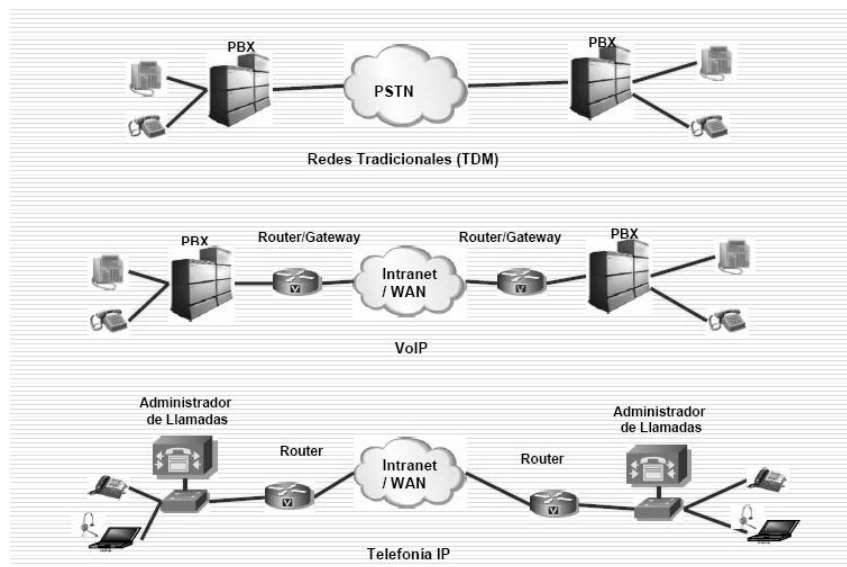 PBX
PBX
PSTN
Redes Tradicionales (TDM)
PBX
Router/Gateway
Router/Gateway
PBX
Intranet
/ WAN
V
V
VoIP
Administrador
de Llamadas
Administrador
de Llamadas
Router
Intranet
/ WAN
Router
V
V
Telefonía IP